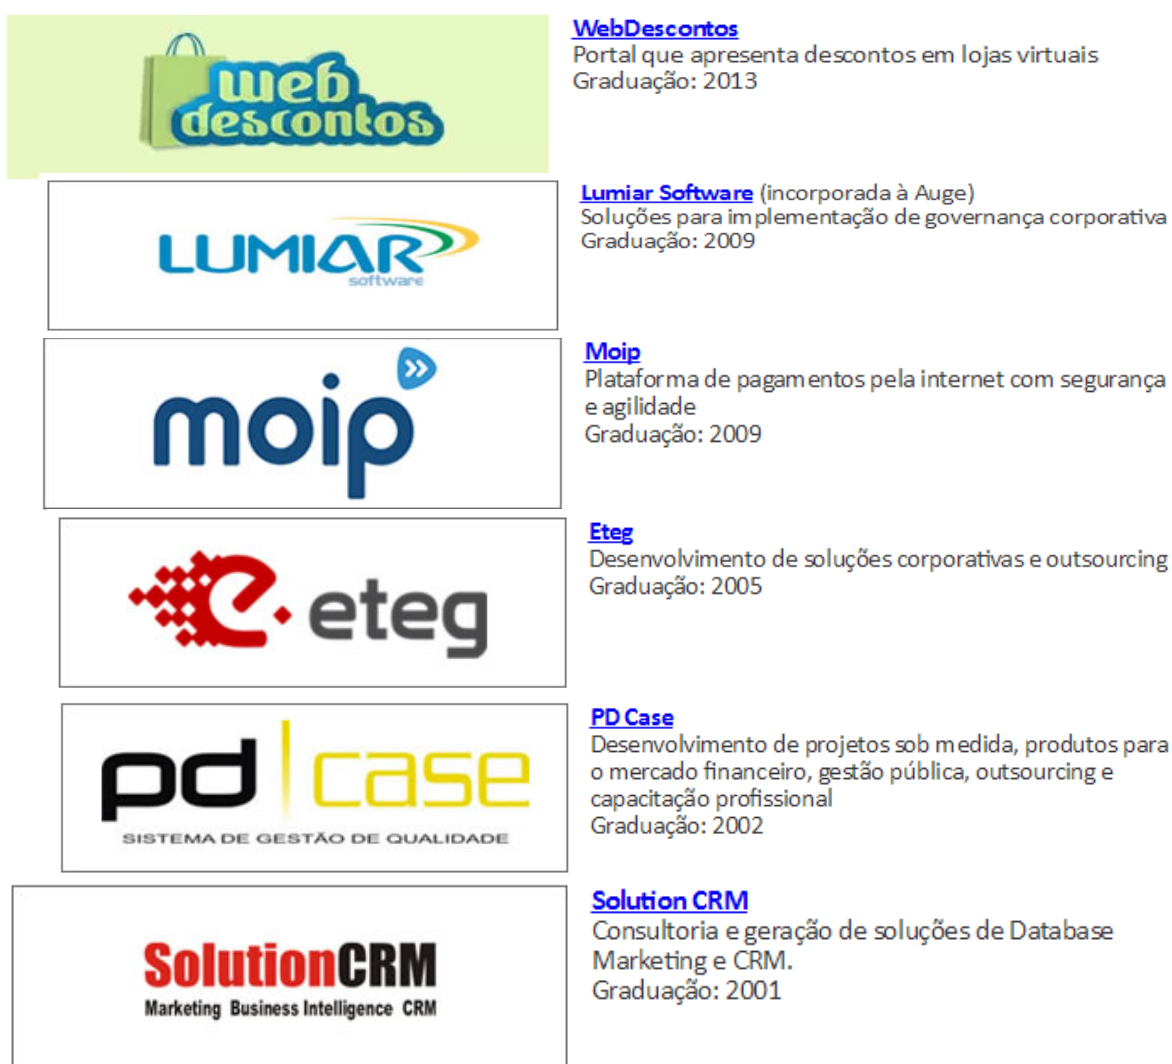 web
descontos
WebDescontos
Portal que apresenta descontos em lojas virtuais
Graduação: 2013
LUMIAR
software
Lumiar Software (incorporada à Auge)
Soluções para implementação de governança corporativa
Graduação: 2009
moip
Moip
Plataforma de pagamentos pela internet com segurança
e agilidade
Graduação: 2009
e eteg
Eteg
Desenvolvimento de soluções corporativas e outsourcing
Graduação: 2005
pd case
SISTEMA DE GESTÃO DE QUALIDADE
PD Case
Desenvolvimento de projetos sob medida, produtos para
o mercado financeiro, gestão pública, outsourcing e
capacitação profissional
Graduação: 2002
SolutionCRM
Marketing Business Intelligence CRM
Solution CRM
Consultoria e geração de soluções de Database
Marketing e CRM.
Graduação: 2001